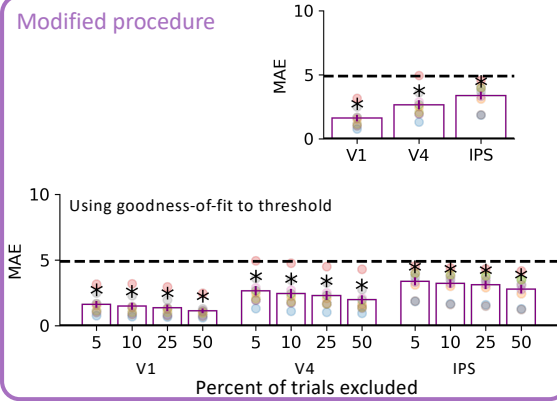 Modified procedure
10
5
0
MAE
* * *
V1 V4 IPS
10
5
0
MAE
Using goodness-of-fit to threshold
* * * * * * * * * * * *
5 10 25 50 5 10 25 50 5 10 25 50
V1 V4 IPS
Percent of trials excluded